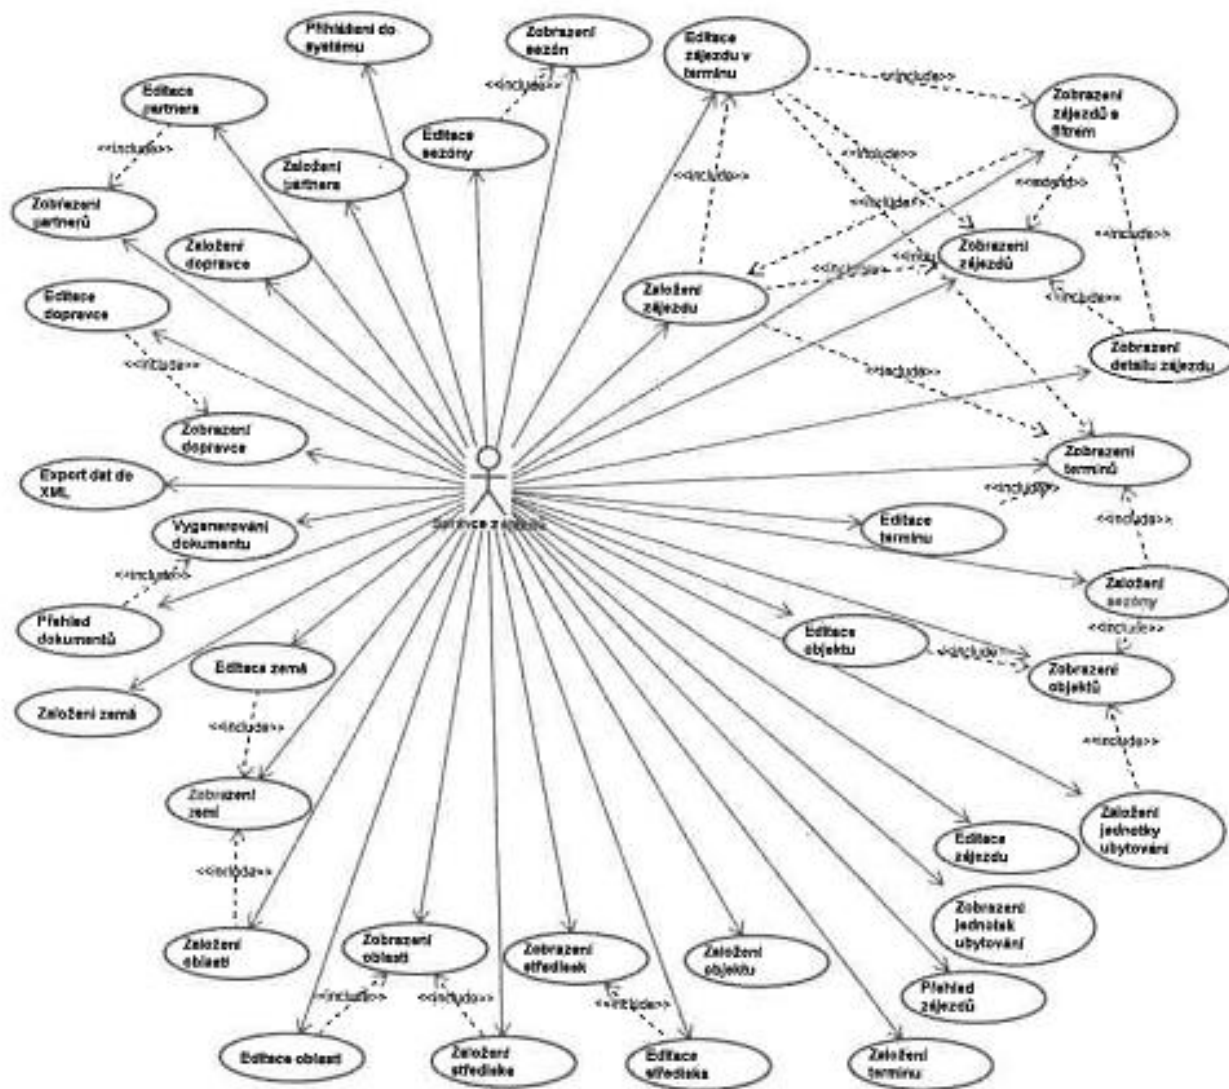 Přihlášení do
systému
Zobrazení
sezón
Editace
zájezdu v
termínu
<<include>>
<<include>>
Editace
partnera
Zobrazení
zájezdů s
filtrem
Editace
sezóny
<<include>>
Založení
partnera
<<include>>
<<include>>
<<include>>
Zobrazení
partnerů
Založení
dopravce
Zobrazení
zájezdů
<<include>>
<<include>>
Editace
dopravce
Založení
zájezdu
<<include>>
Zobrazení
detailu zájezdu
<<include>>
<<include>>
Zobrazení
dopravce
Zobrazení
termínů
Export dat do
XML
<<include>>
Vygenerování
dokumentu
Editace
termínu
<<include>>
Správce zájezdů
<<include>>
Založení
sezóny
Přehled
dokumentů
Editace
objektu
<<include>>
<<include>>
Editace země
Zobrazení
objektů
Založení země
<<include>>
<<include>>
Zobrazení
zemí
Založení
jednotky
ubytování
Editace
zájezdu
<<include>>
Zobrazení
jednotek
ubytování
Založení
oblasti
Zobrazení
oblastí
Zobrazení
středisek
Založení
objektu
<<include>>
<<include>>
<<include>>
Přehled
zájezdů
Editace oblasti
Založení
střediska
Editace
střediska
Založení
termínu